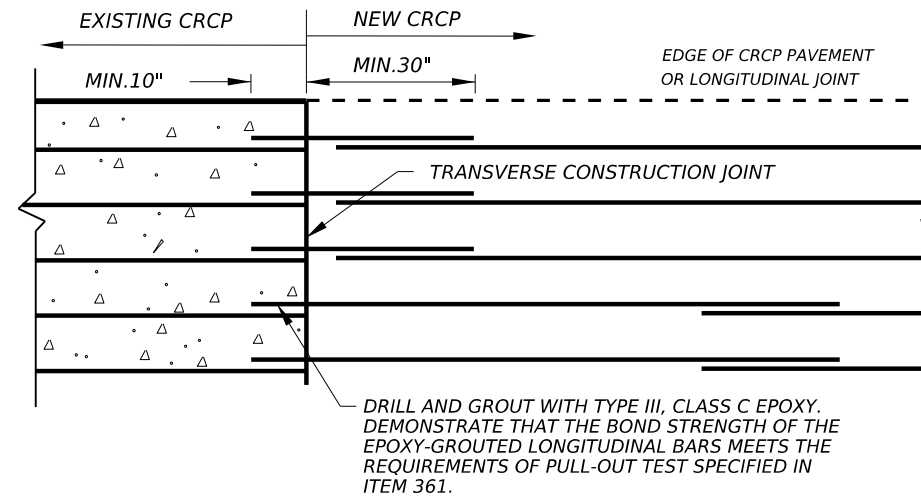 EXISTING CRCP
NEW CRCP
MIN.10"
MIN.30"
EDGE OF CRCP PAVEMENT
OR LONGITUDINAL JOINT
TRANSVERSE CONSTRUCTION JOINT
DRILL AND GROUT WITH TYPE III, CLASS C EPOXY.
DEMONSTRATE THAT THE BOND STRENGTH OF THE
EPOXY-GROUTED LONGITUDINAL BARS MEETS THE
REQUIREMENTS OF PULL-OUT TEST SPECIFIED IN
ITEM 361.